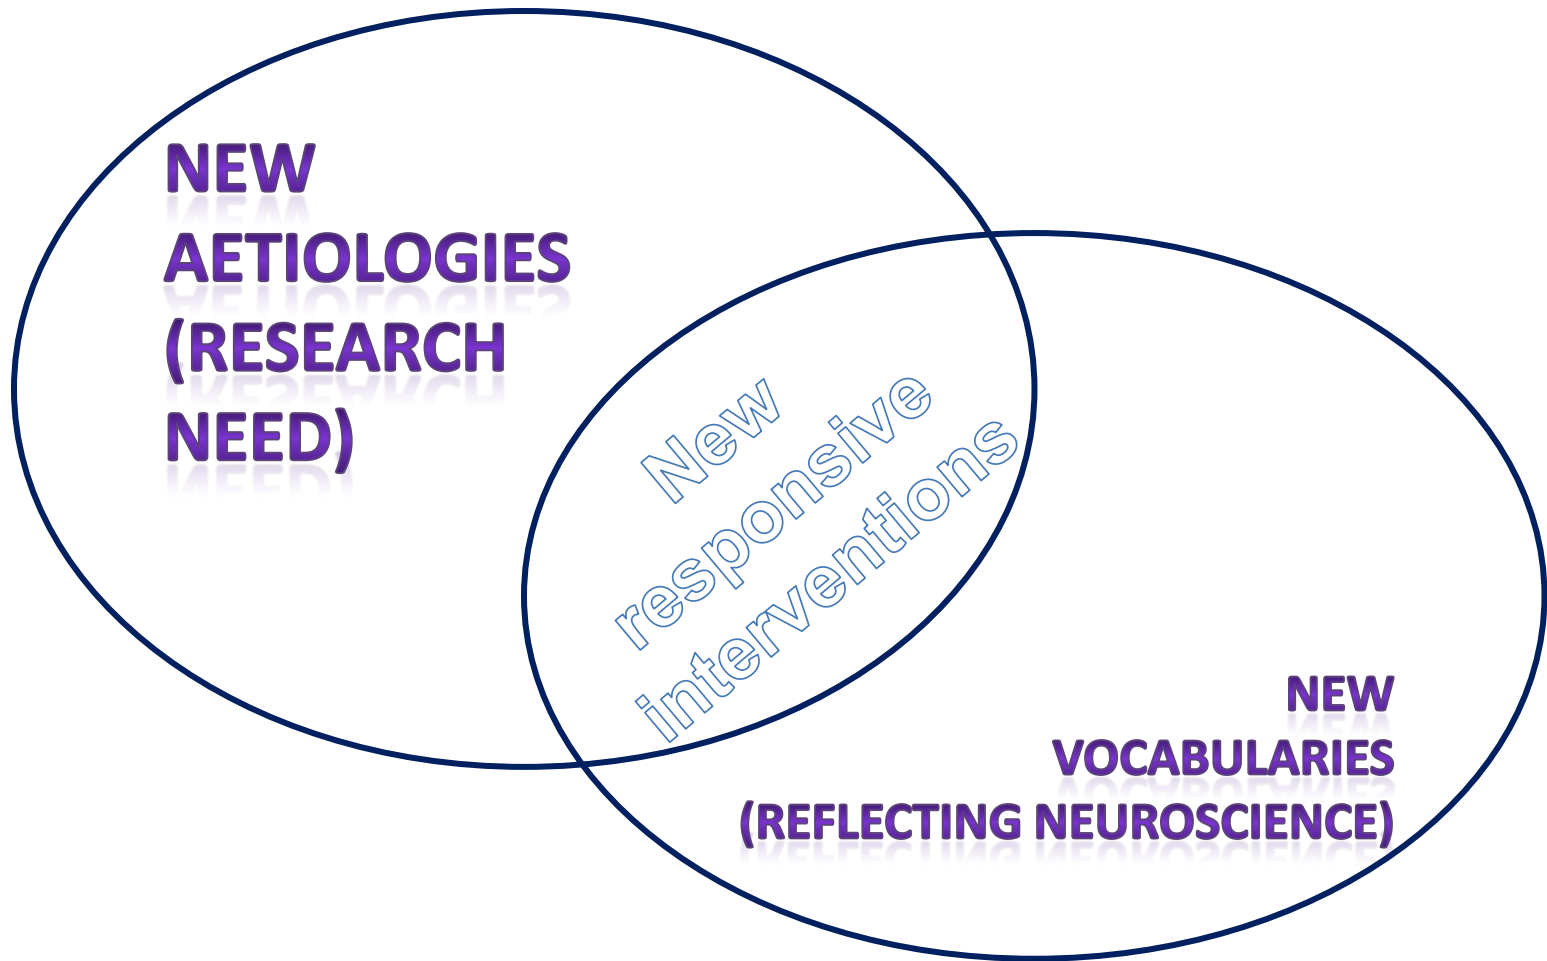 NEW
AETIOLOGIES
(RESEARCH
NEED)
New
responsive
interventions
NEW
VOCABULARIES
(REFLECTING NEUROSCIENCE)